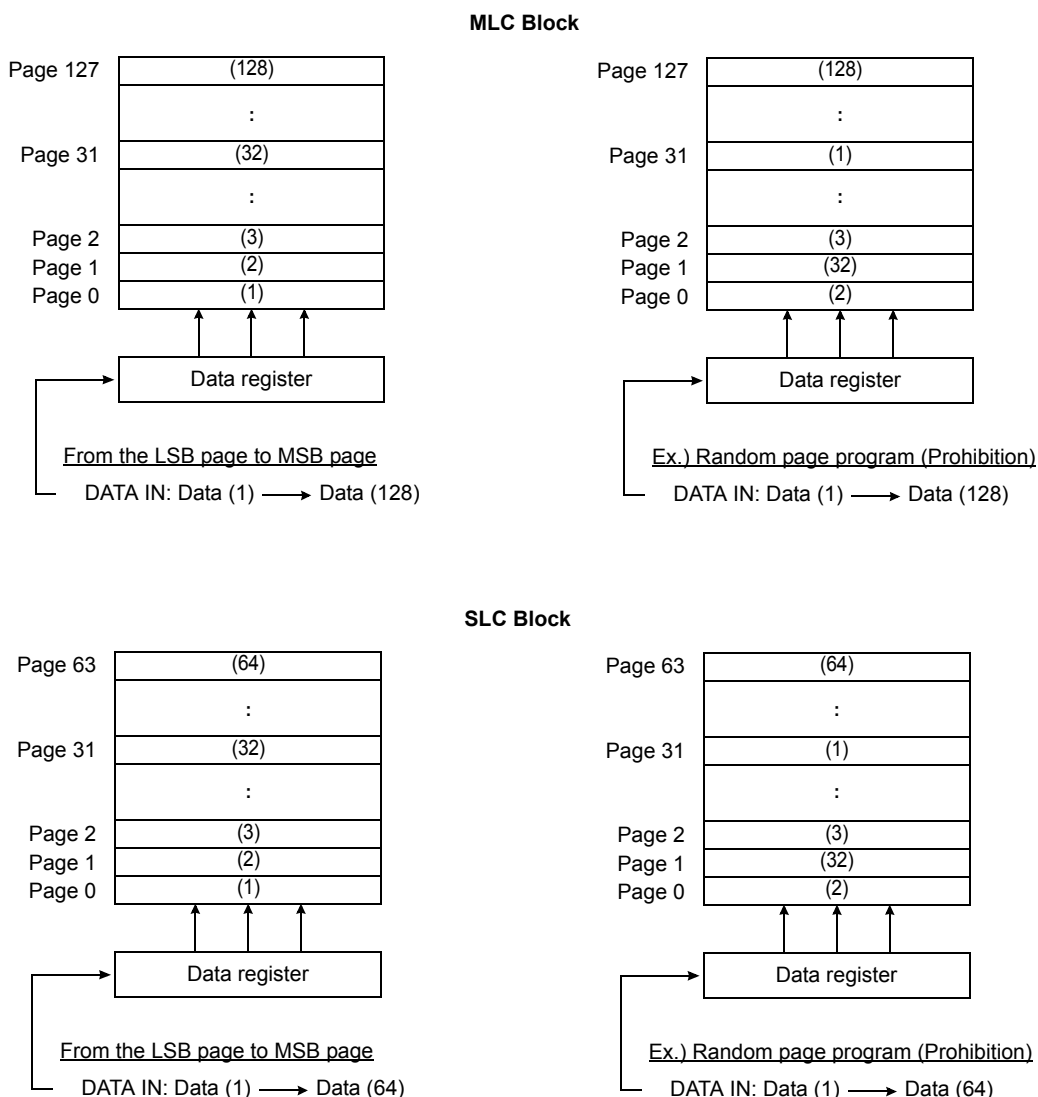 MLC Block
Page 127 (128)
:
Page 31 (32)
:
Page 2 (3)
Page 1 (2)
Page 0 (1)
Data register
From the LSB page to MSB page
DATA IN: Data (1) Data (128)
Page 127 (128)
:
Page 31 (1)
:
Page 2 (3)
Page 1 (32)
Page 0 (2)
Data register
Ex.) Random page program (Prohibition)
DATA IN: Data (1) Data (128)
SLC Block
Page 63 (64)
:
Page 31 (32)
:
Page 2 (3)
Page 1 (2)
Page 0 (1)
Data register
From the LSB page to MSB page
DATA IN: Data (1) Data (64)
Page 63 (64)
:
Page 31 (1)
:
Page 2 (3)
Page 1 (32)
Page 0 (2)
Data register
Ex.) Random page program (Prohibition)
DATA IN: Data (1) Data (64)